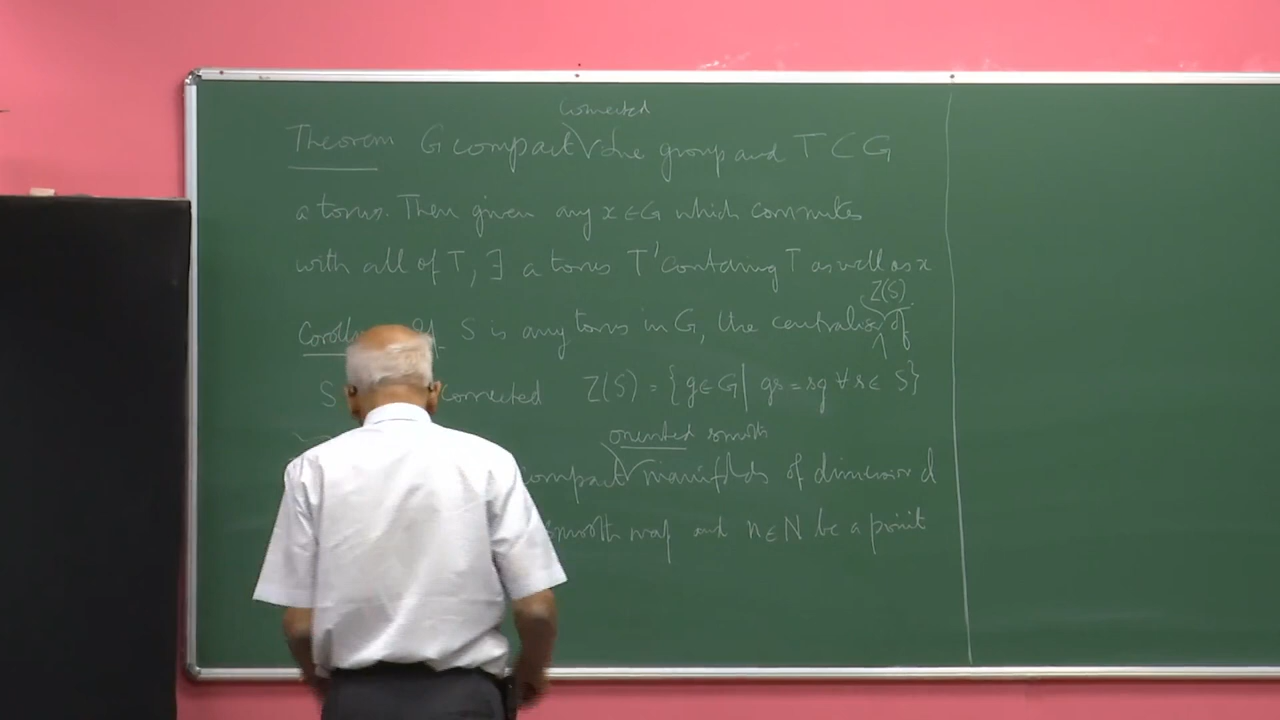 connected
Theorem G compact Lie group and T ⊂ G
a torus. Then given any x ∈ G which commutes
with all of T, ∃ a torus T' containing T as well as x
Z(S)
S is any torus in G, the centraliser of
S connected Z(S) = {g ∈ G | gs = sg ∀ s ∈ S}
oriented smooth
compact manifolds of dimension d
smooth map and n ∈ N be a point